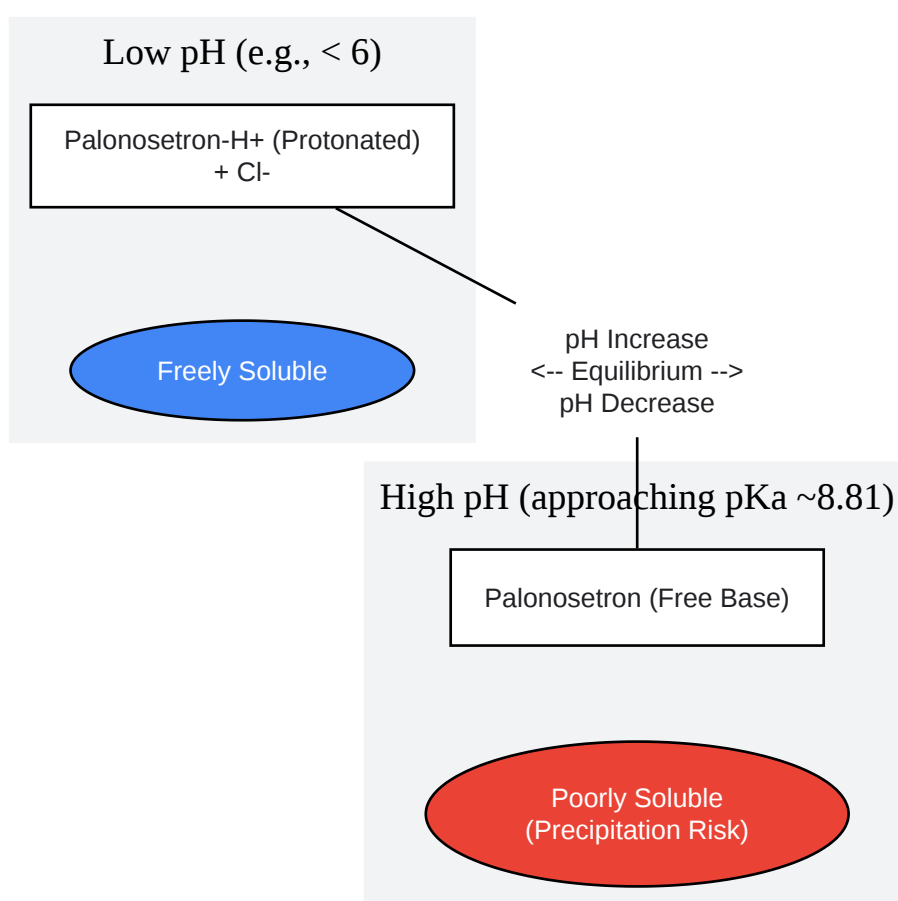 Low pH (e.g., < 6)
Palonosetron-H+ (Protonated)
+ Cl-
Freely Soluble
pH Increase
<-- Equilibrium -->
pH Decrease
High pH (approaching pKa ~8.81)
Palonosetron (Free Base)
Poorly Soluble
(Precipitation Risk)